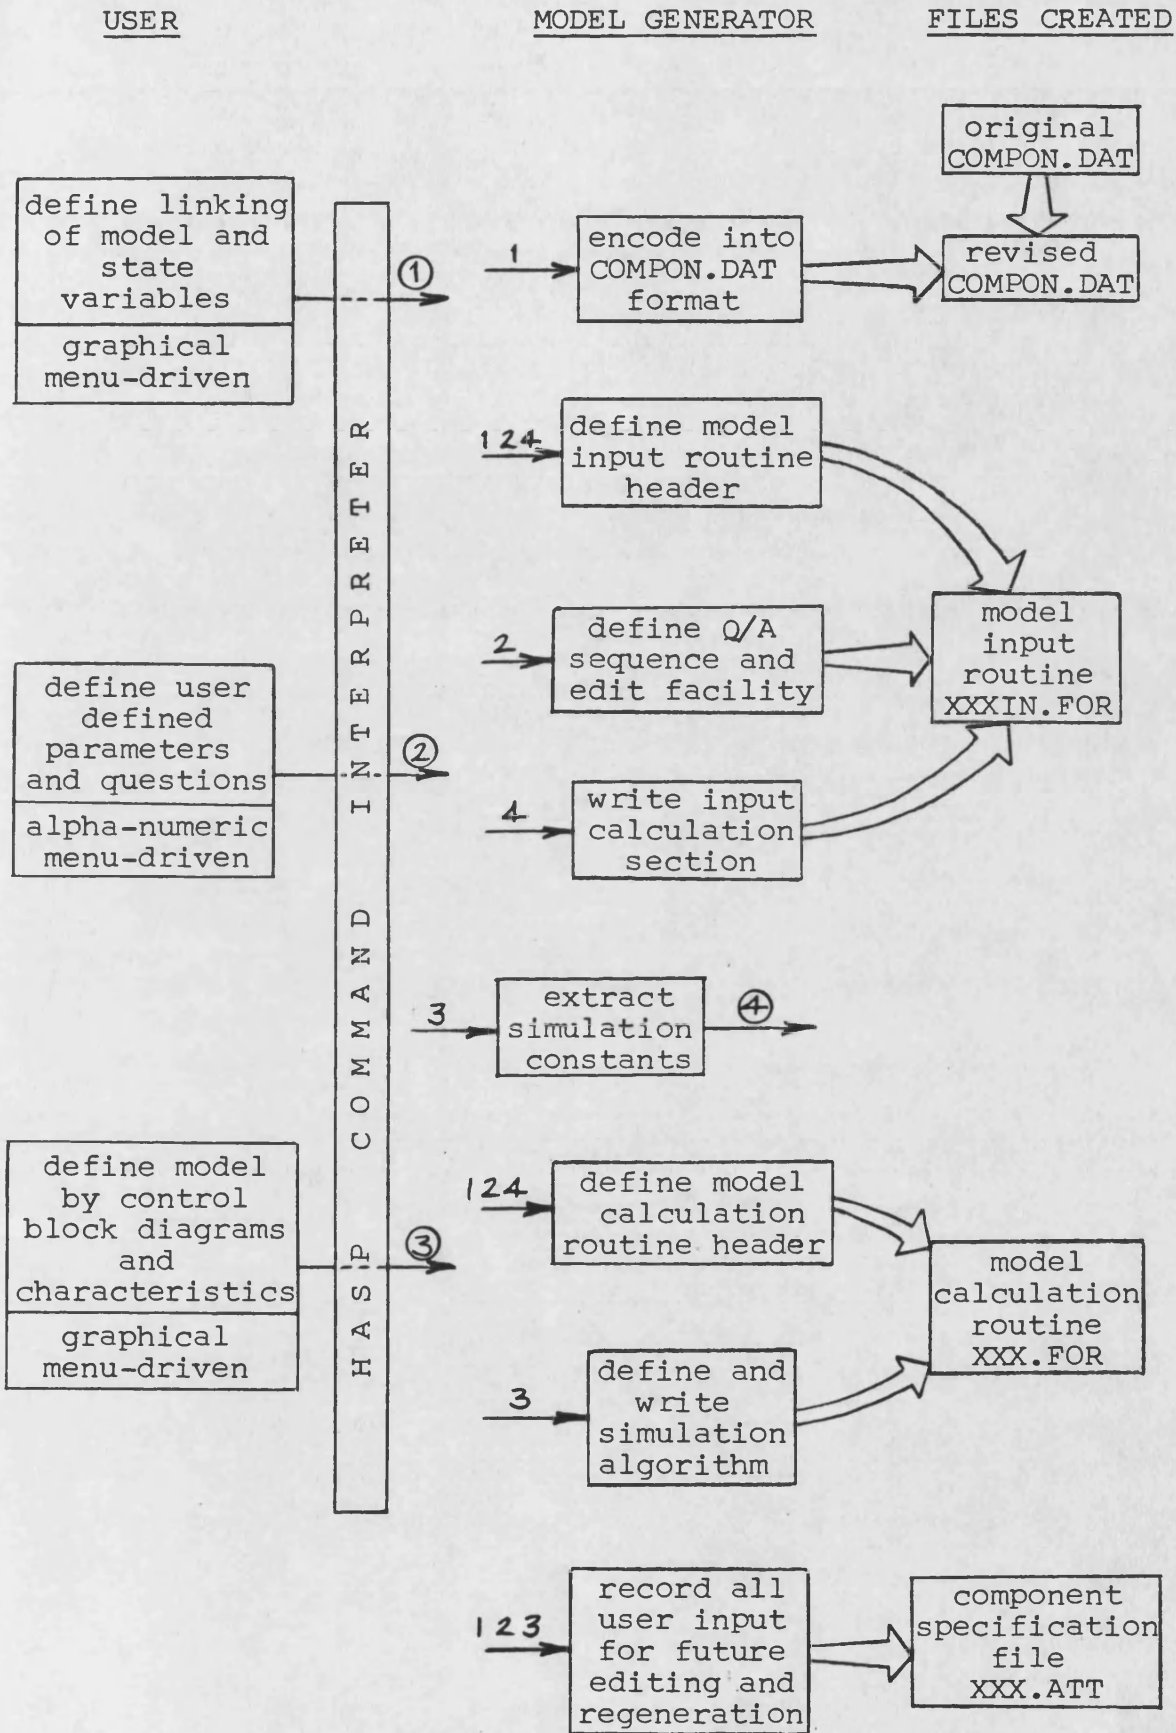 USER
MODEL GENERATOR
FILES CREATED
original
COMPON.DAT
define linking
of model and
state
variables
graphical
menu-driven
①
1
encode into
COMPON.DAT
format
revised
COMPON.DAT
HASP COMMAND INTERPRETER
124
define model
input routine
header
2
define Q/A
sequence and
edit facility
model
input
routine
XXXIN.FOR
define user
defined
parameters
and questions
alpha-numeric
menu-driven
②
4
write input
calculation
section
3
extract
simulation
constants
④
define model
by control
block diagrams
and
characteristics
graphical
menu-driven
③
124
define model
calculation
routine header
model
calculation
routine
XXX.FOR
3
define and
write
simulation
algorithm
123
record all
user input
for future
editing and
regeneration
component
specification
file
XXX.ATT